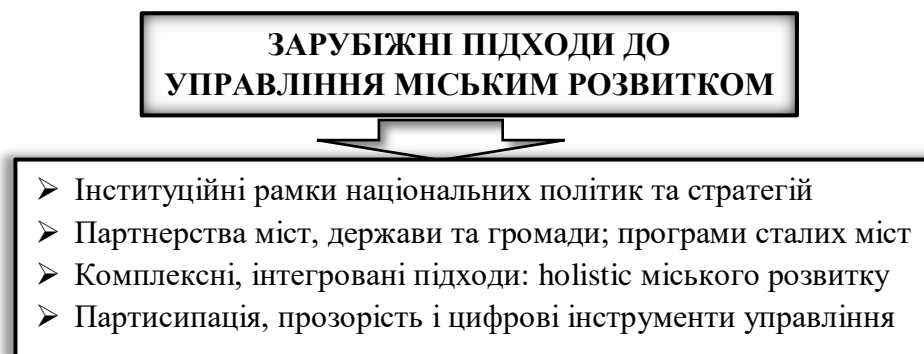 ЗАРУБІЖНІ ПІДХОДИ ДО
УПРАВЛІННЯ МІСЬКИМ РОЗВИТКОМ
➢ Інституційні рамки національних політик та стратегій
➢ Партнерства міст, держави та громади; програми сталих міст
➢ Комплексні, інтегровані підходи: holistic міського розвитку
➢ Партисипація, прозорість і цифрові інструменти управління